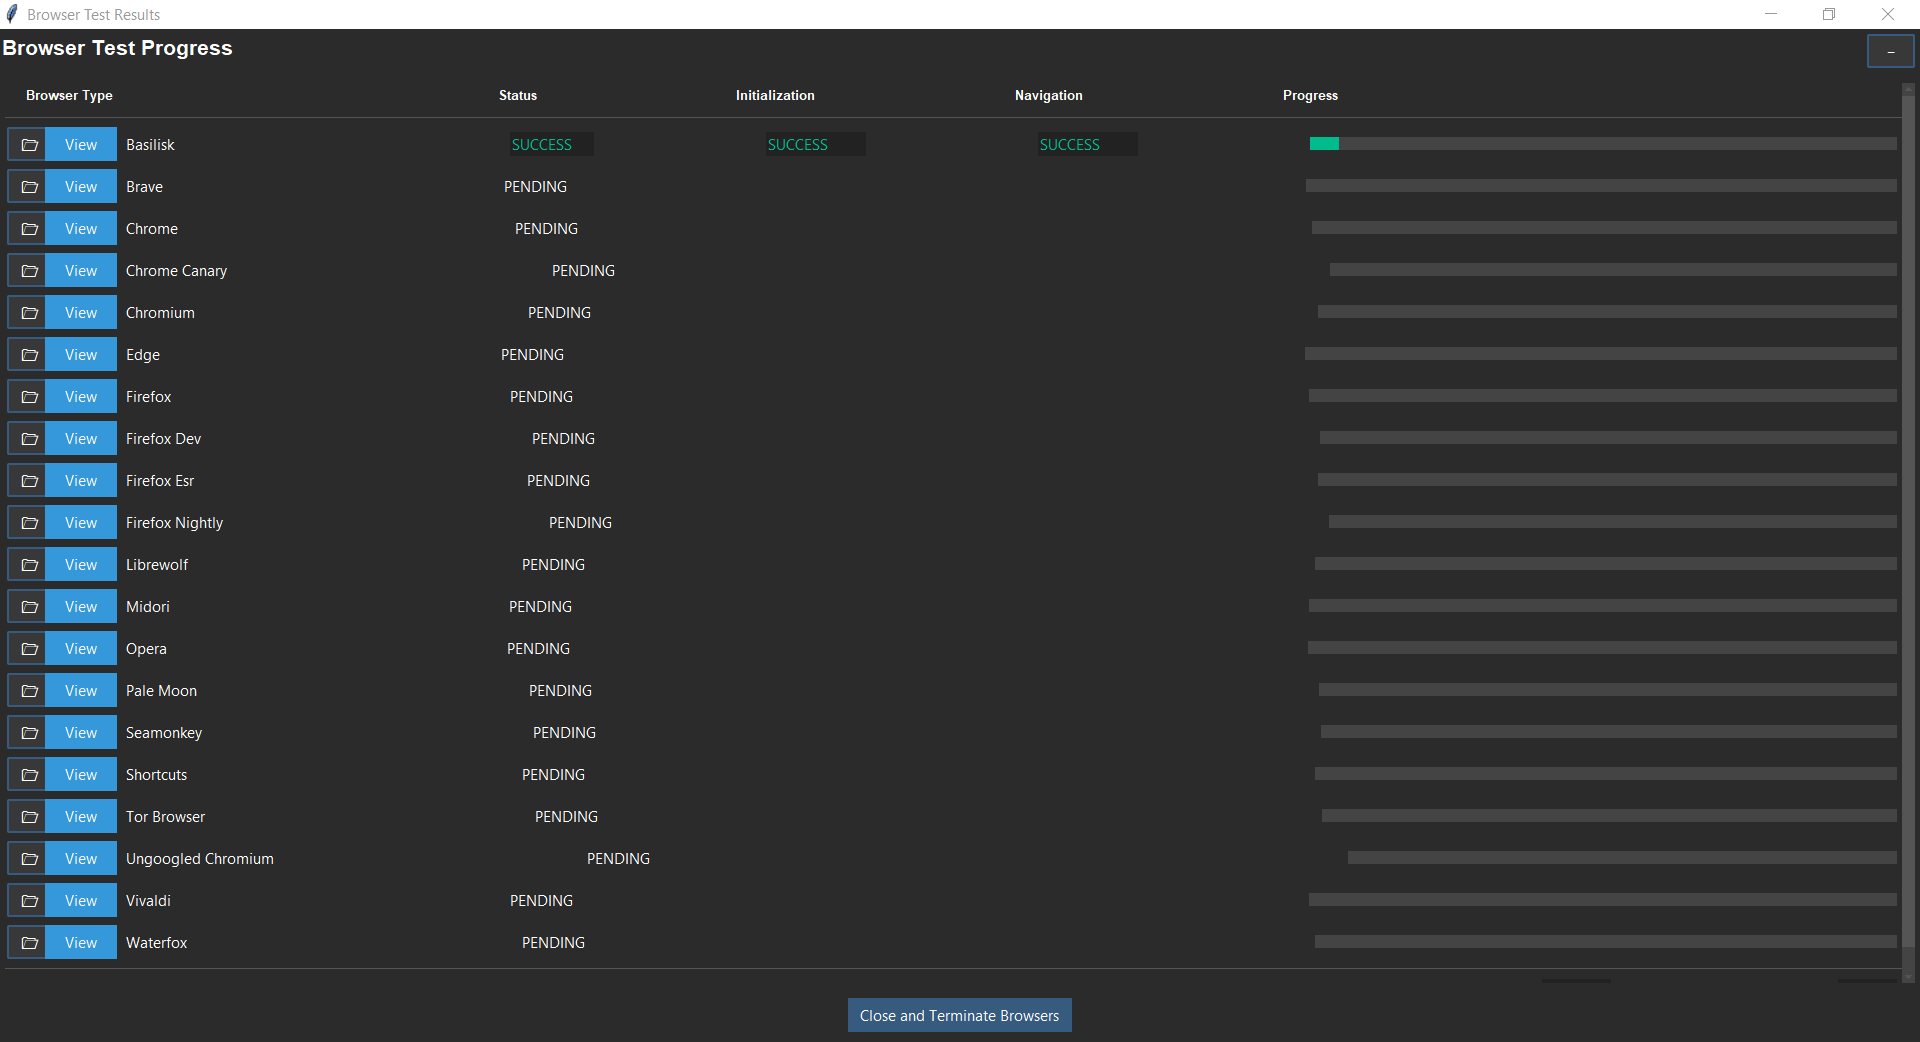 Browser Test Results
Browser Test Progress
–
Browser Type Status Initialization Navigation Progress
View Basilisk SUCCESS SUCCESS SUCCESS
View Brave PENDING
View Chrome PENDING
View Chrome Canary PENDING
View Chromium PENDING
View Edge PENDING
View Firefox PENDING
View Firefox Dev PENDING
View Firefox Esr PENDING
View Firefox Nightly PENDING
View Librewolf PENDING
View Midori PENDING
View Opera PENDING
View Pale Moon PENDING
View Seamonkey PENDING
View Shortcuts PENDING
View Tor Browser PENDING
View Ungoogled Chromium PENDING
View Vivaldi PENDING
View Waterfox PENDING
Close and Terminate Browsers